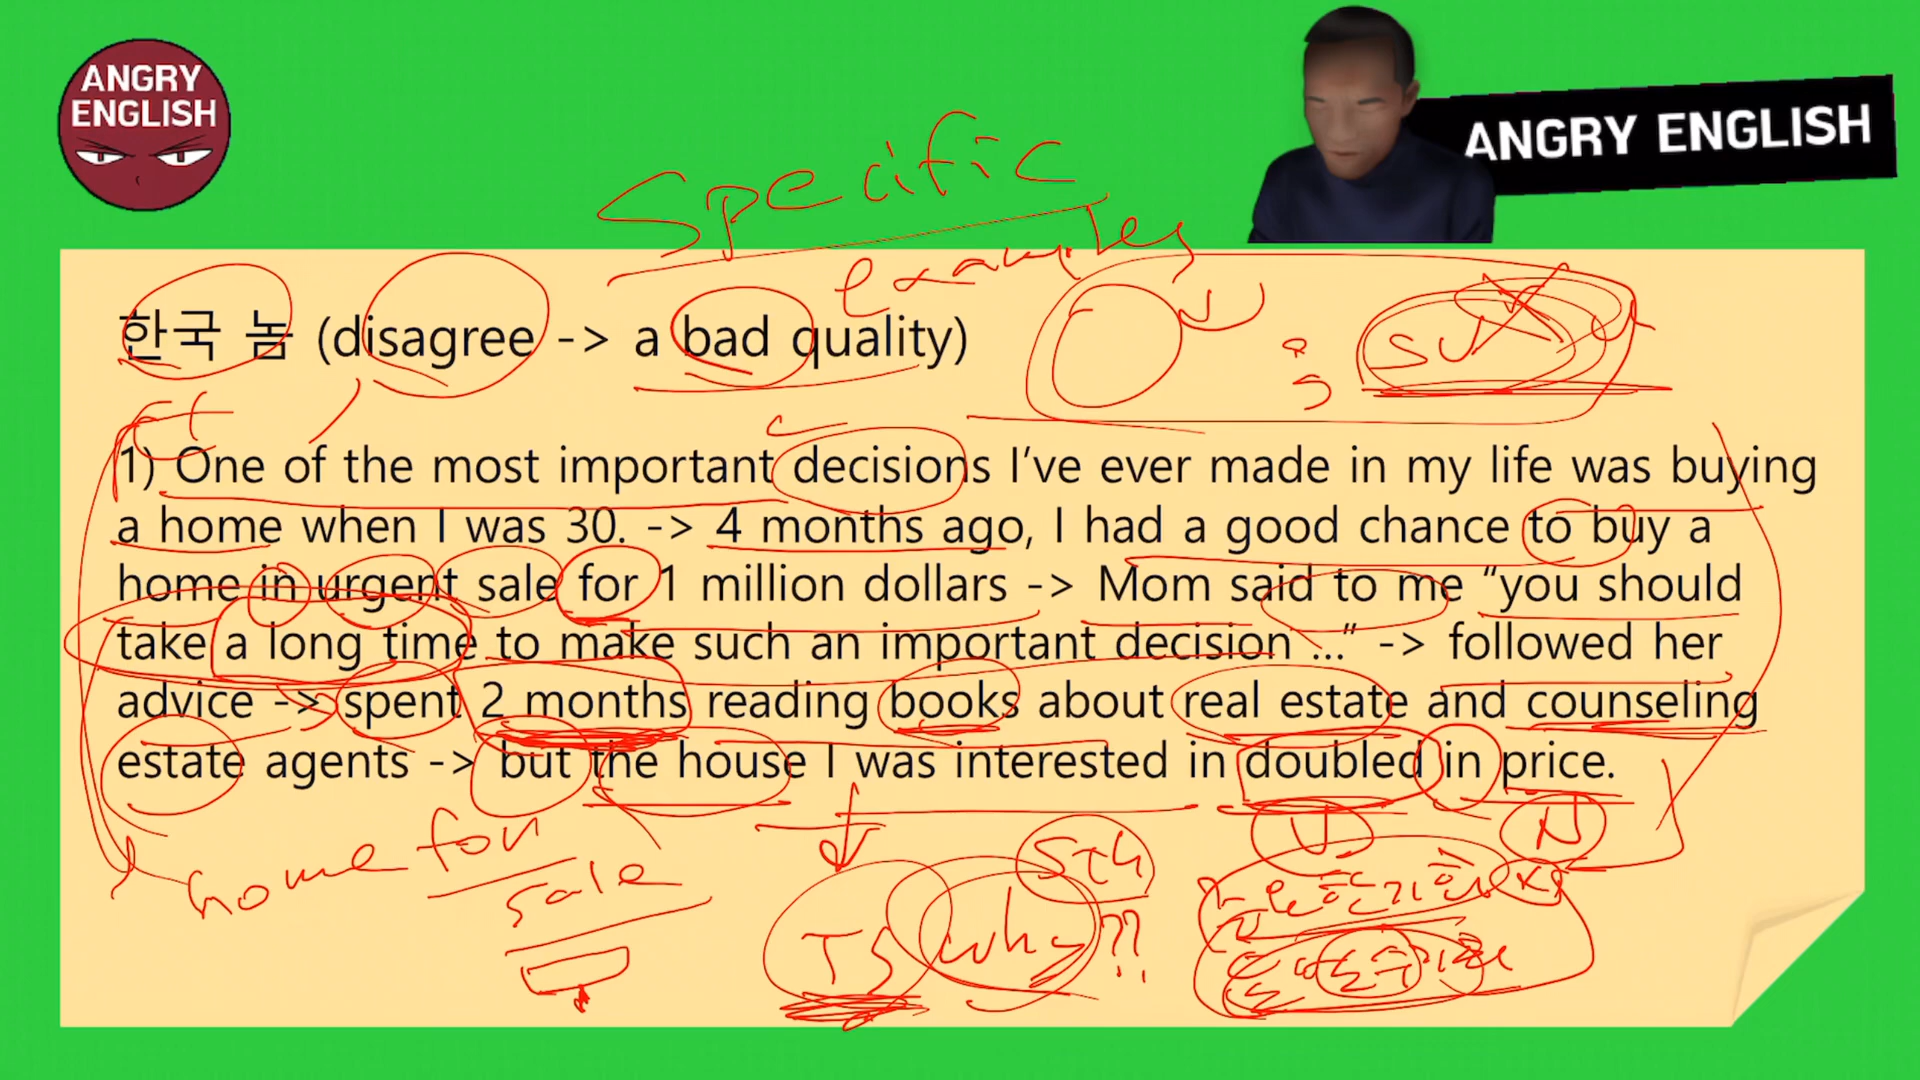 ANGRY
ENGLISH
ANGRY ENGLISH
Specific
examples
한국 놈 (disagree -> a bad quality)
1) One of the most important decisions I've ever made in my life was buying
a home when I was 30. -> 4 months ago, I had a good chance to buy a
home in urgent sale for 1 million dollars -> Mom said to me “you should
take a long time to make such an important decision …” -> followed her
advice -> spent 2 months reading books about real estate and counseling
estate agents -> but the house I was interested in doubled in price.
home for
sale
TS why ??
Sth
V
N